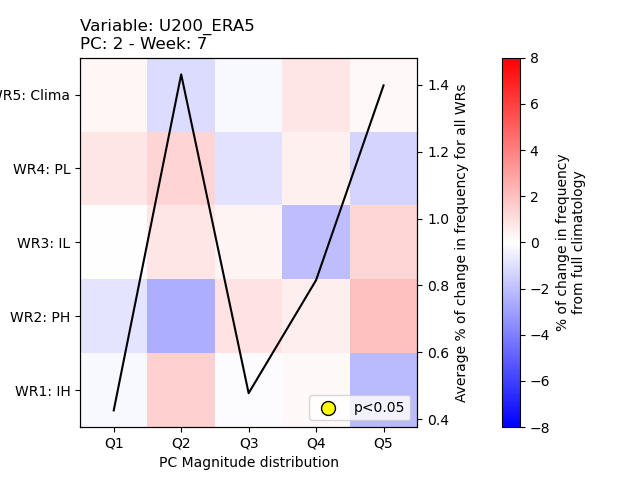 Variable: U200_ERA5
PC: 2 - Week: 7
WR5: Clima
WR4: PL
WR3: IL
WR2: PH
WR1: IH
Q1 Q2 Q3 Q4 Q5
PC Magnitude distribution
p<0.05
1.4
1.2
1.0
0.8
0.6
0.4
Average % of change in frequency for all WRs
8
6
4
2
0
−2
−4
−6
−8
% of change in frequency
from full climatology